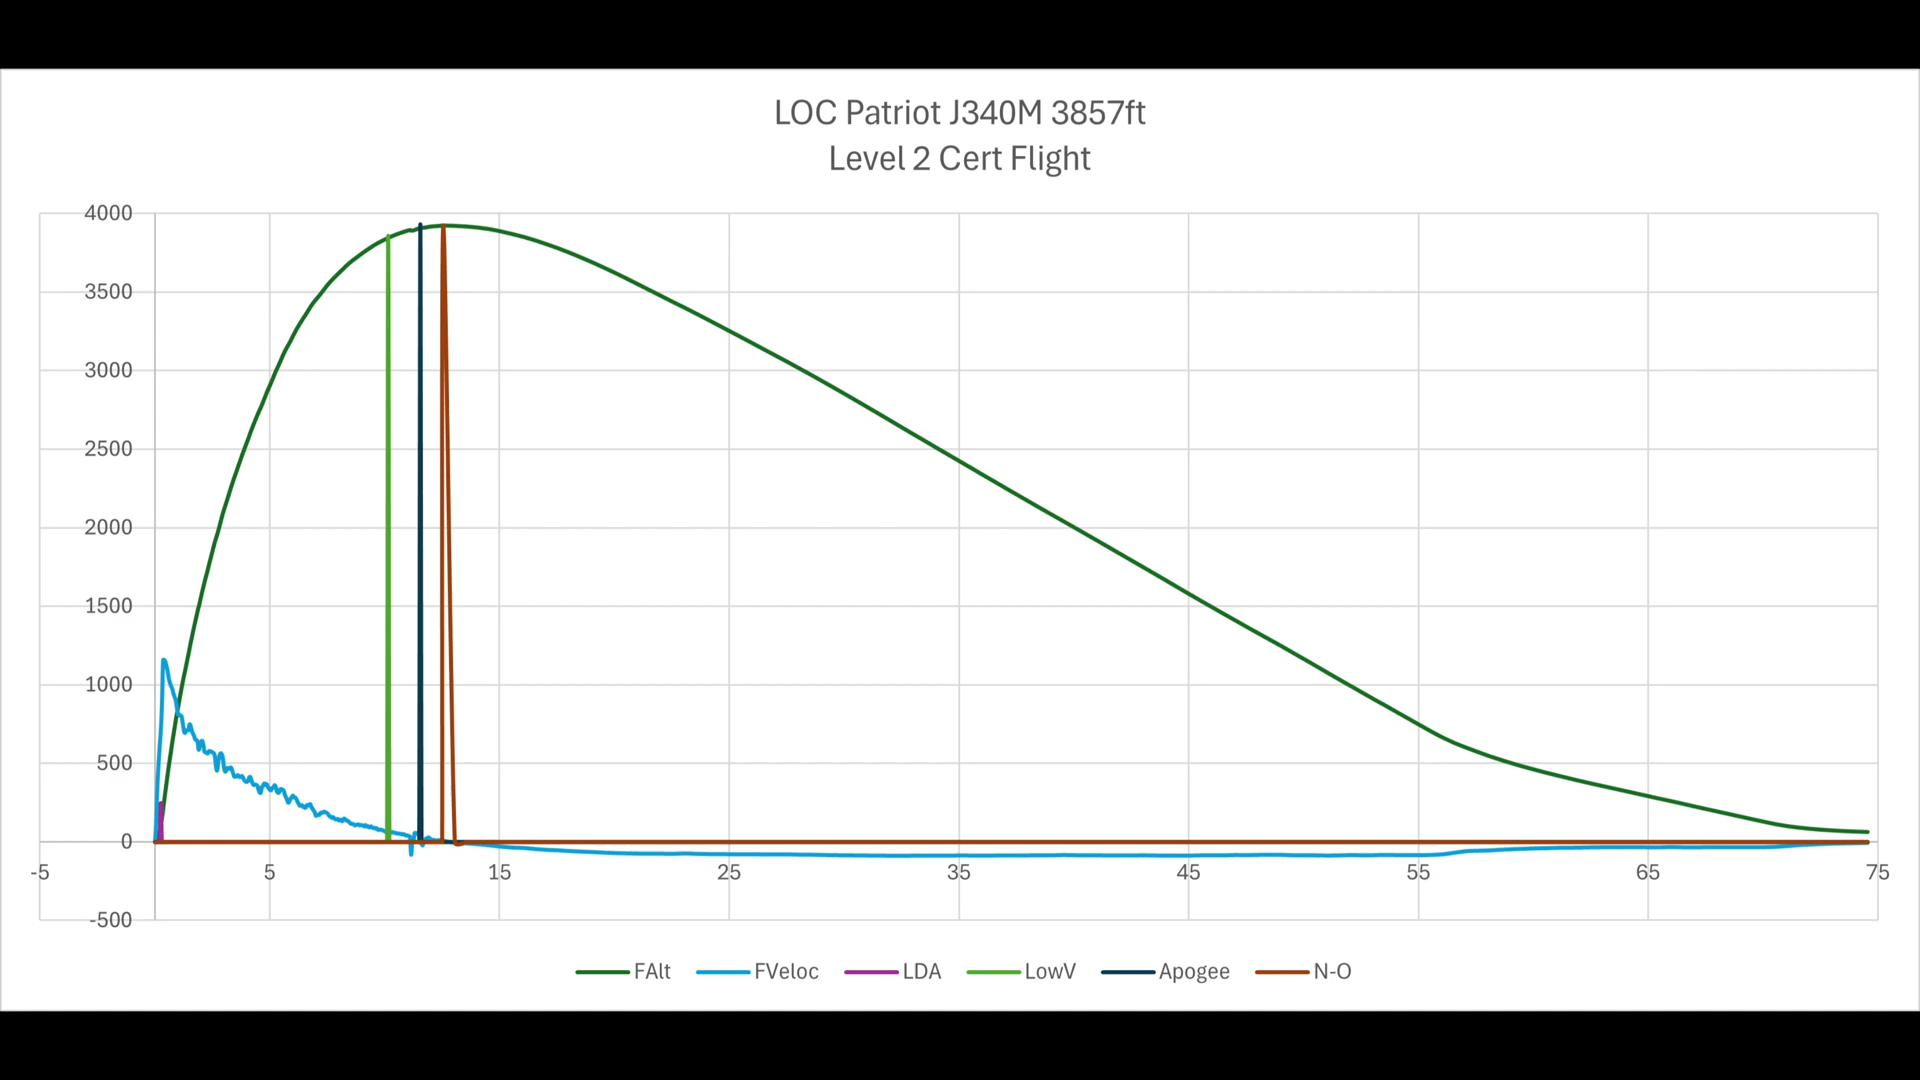 LOC Patriot J340M 3857ft
Level 2 Cert Flight
4000
3500
3000
2500
2000
1500
1000
500
0
-5 5 15 25 35 45 55 65 75
-500
FAlt FVeloc LDA LowV Apogee N-O